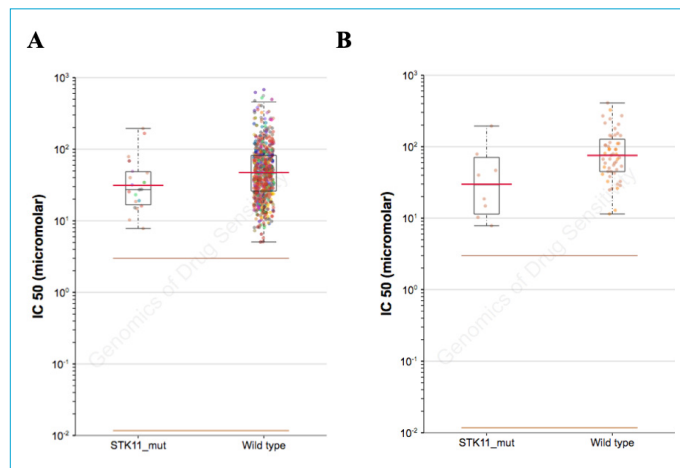 A
B
10³
10²
10¹
10⁰
10⁻¹
10⁻²
IC 50 (micromolar)
Genomics of Drug Sensitivity
STK11_mut Wild type
10³
10²
10¹
10⁰
10⁻¹
10⁻²
IC 50 (micromolar)
Genomics of Drug Sensitivity
STK11_mut Wild type